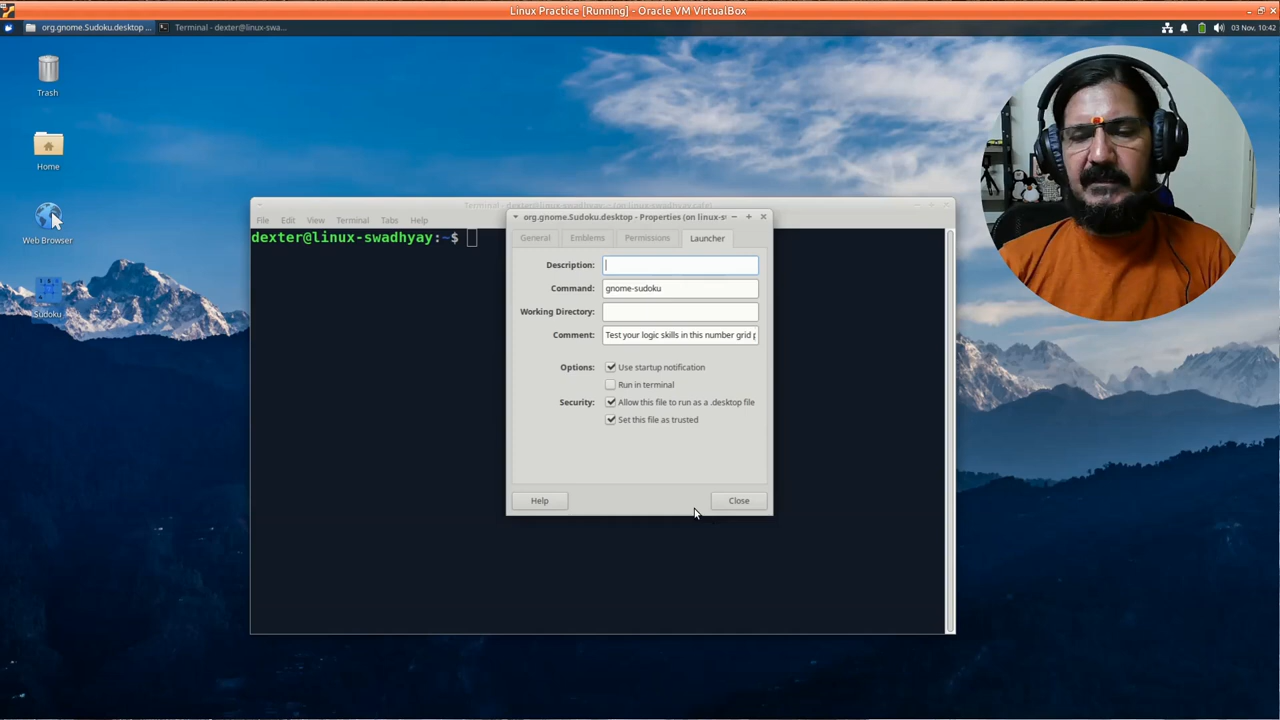 Linux Practice [Running] - Oracle VM VirtualBox
org.gnome.Sudoku.desktop ...
Terminal - dexter@linux-swa...
03 Nov, 10:42
Trash
Home
Web Browser
Sudoku
File Edit View Terminal Tabs Help
dexter@linux-swadhyay:~$
org.gnome.Sudoku.desktop - Properties (on linux-s
General Emblems Permissions Launcher
Description:
Command: gnome-sudoku
Working Directory:
Comment: Test your logic skills in this number grid p
Options: Use startup notification
Run in terminal
Security: Allow this file to run as a .desktop file
Set this file as trusted
Help Close